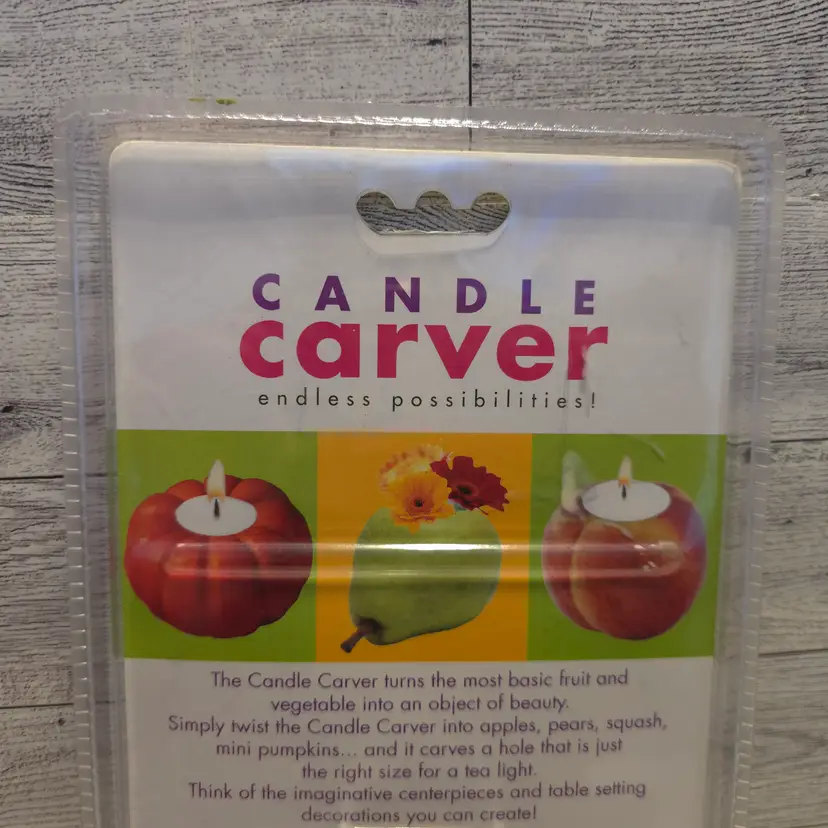 CANDLE
carver
endless possibilities!
The Candle Carver turns the most basic fruit and
vegetable into an object of beauty.
Simply twist the Candle Carver into apples, pears, squash,
mini pumpkins... and it carves a hole that is just
the right size for a tea light.
Think of the imaginative centerpieces and table setting
decorations you can create!